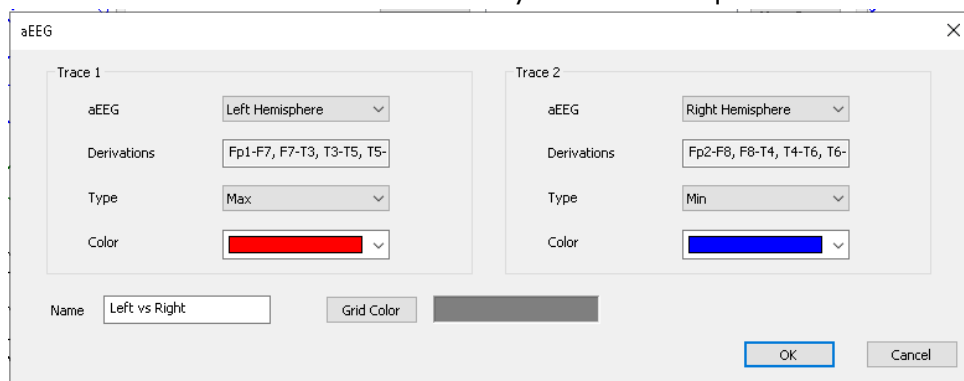 aEEG
Trace 1
Trace 2
aEEG
Left Hemisphere
aEEG
Right Hemisphere
Derivations
Fp1-F7, F7-T3, T3-T5, T5-
Derivations
Fp2-F8, F8-T4, T4-T6, T6-
Type
Max
Type
Min
Color
Color
Name
Left vs Right
Grid Color
OK
Cancel